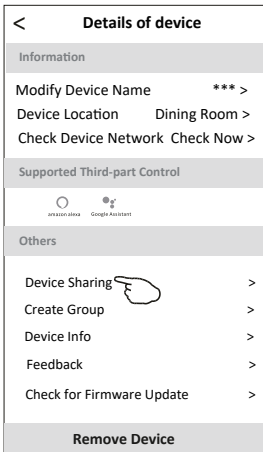 < Details of device
Information
Modify Device Name *** >
Device Location Dining Room >
Check Device Network Check Now >
Supported Third-part Control
amazon alexa Google Assistant
Others
Device Sharing >
Create Group >
Device Info >
Feedback >
Check for Firmware Update >
Remove Device